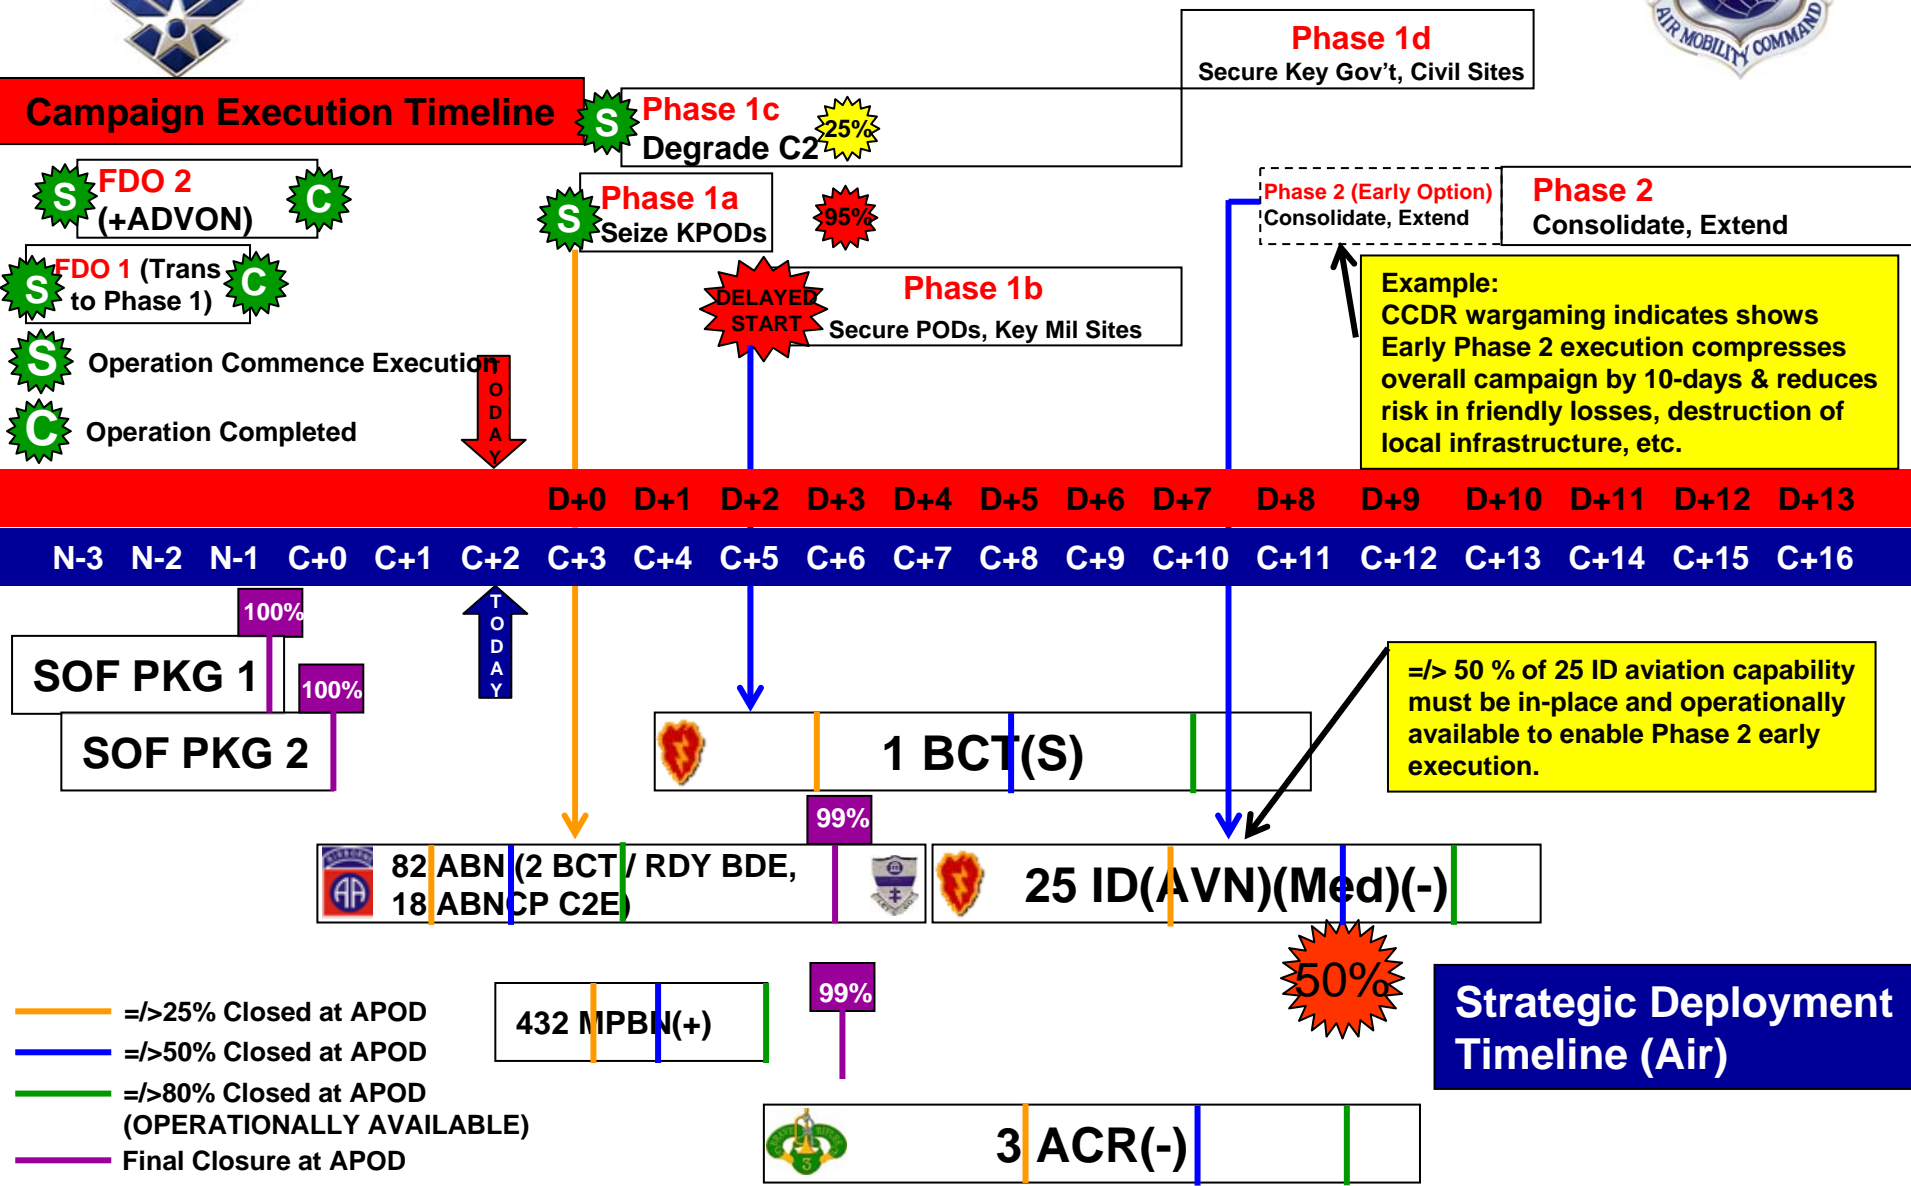 AIR MOBILITY COMMAND
Phase 1d
Secure Key Gov't, Civil Sites
Campaign Execution Timeline
S
Phase 1c
Degrade C2
25%
S
FDO 2
(+ADVON)
C
S
Phase 1a
Seize KPODs
95%
Phase 2 (Early Option)
Consolidate, Extend
Phase 2
Consolidate, Extend
S
FDO 1 (Trans
to Phase 1)
C
DELAYED
START
Phase 1b
Secure PODs, Key Mil Sites
Example:
CCDR wargaming indicates shows
Early Phase 2 execution compresses
overall campaign by 10-days & reduces
risk in friendly losses, destruction of
local infrastructure, etc.
S
Operation Commence Execution
C
Operation Completed
TODAY
D+0 D+1 D+2 D+3 D+4 D+5 D+6 D+7 D+8 D+9 D+10 D+11 D+12 D+13
N-3 N-2 N-1 C+0 C+1 C+2 C+3 C+4 C+5 C+6 C+7 C+8 C+9 C+10 C+11 C+12 C+13 C+14 C+15 C+16
TODAY
100%
SOF PKG 1
100%
SOF PKG 2
=/> 50 % of 25 ID aviation capability
must be in-place and operationally
available to enable Phase 2 early
execution.
1 BCT(S)
99%
AIRBORNE
AA
82 ABN (2 BCT / RDY BDE,
18 ABNCP C2E)
25 ID(AVN)(Med)(-)
50%
99%
432 MPBN(+)
=/>25% Closed at APOD
=/>50% Closed at APOD
=/>80% Closed at APOD
(OPERATIONALLY AVAILABLE)
Final Closure at APOD
Strategic Deployment
Timeline (Air)
3
3 ACR(-)